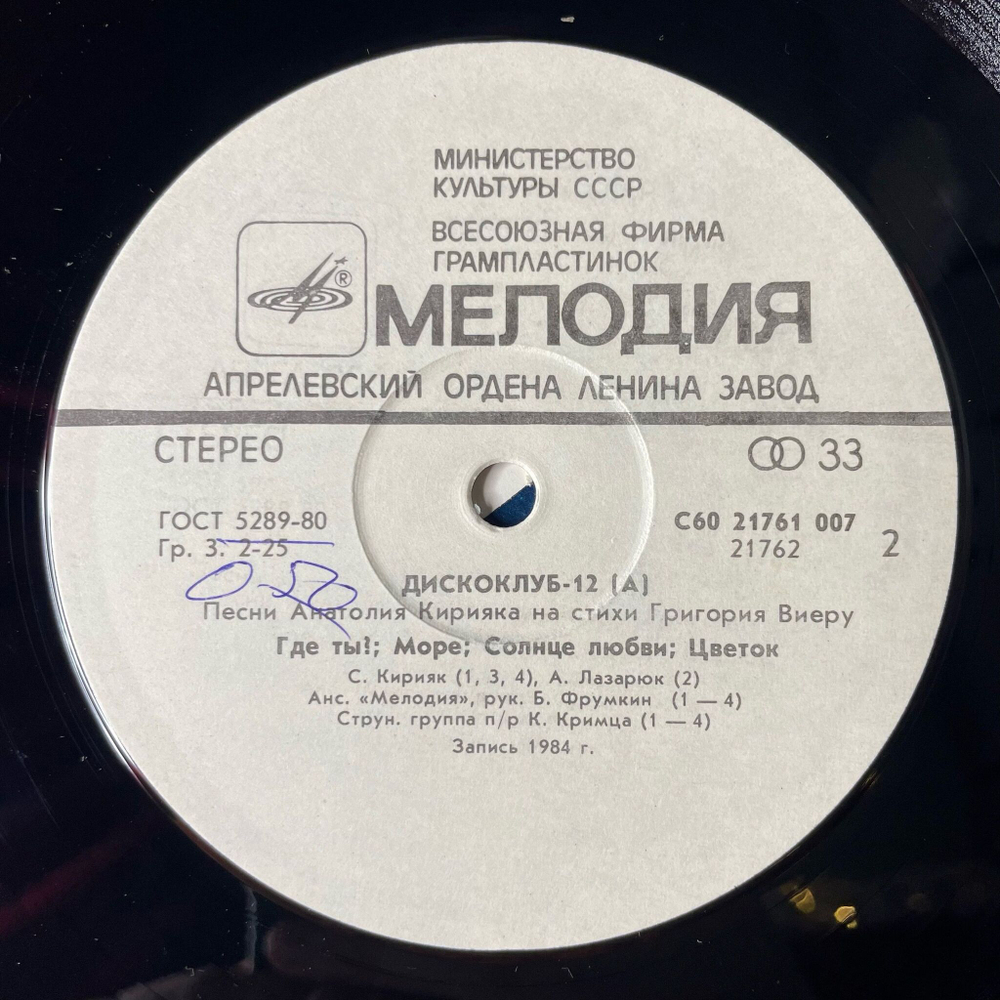 МИНИСТЕРСТВО
КУЛЬТУРЫ СССР
ВСЕСОЮЗНАЯ ФИРМА
ГРАМПЛАСТИНОК
®
МЕЛОДИЯ
АПРЕЛЕВСКИЙ ОРДЕНА ЛЕНИНА ЗАВОД
СТЕРЕО
33
ГОСТ 5289-80
Гр. 3. 2-25
0-50
С60 21761 007
21762
2
ДИСКОКЛУБ-12 (А)
Песни Анатолия Кирияка на стихи Григория Виеру
Где ты?; Море; Солнце любви; Цветок
С. Кирияк (1, 3, 4), А. Лазарюк (2)
Анс. «Мелодия», рук. Б. Фрумкин (1 — 4)
Струн. группа п/р К. Кримца (1 — 4)
Запись 1984 г.